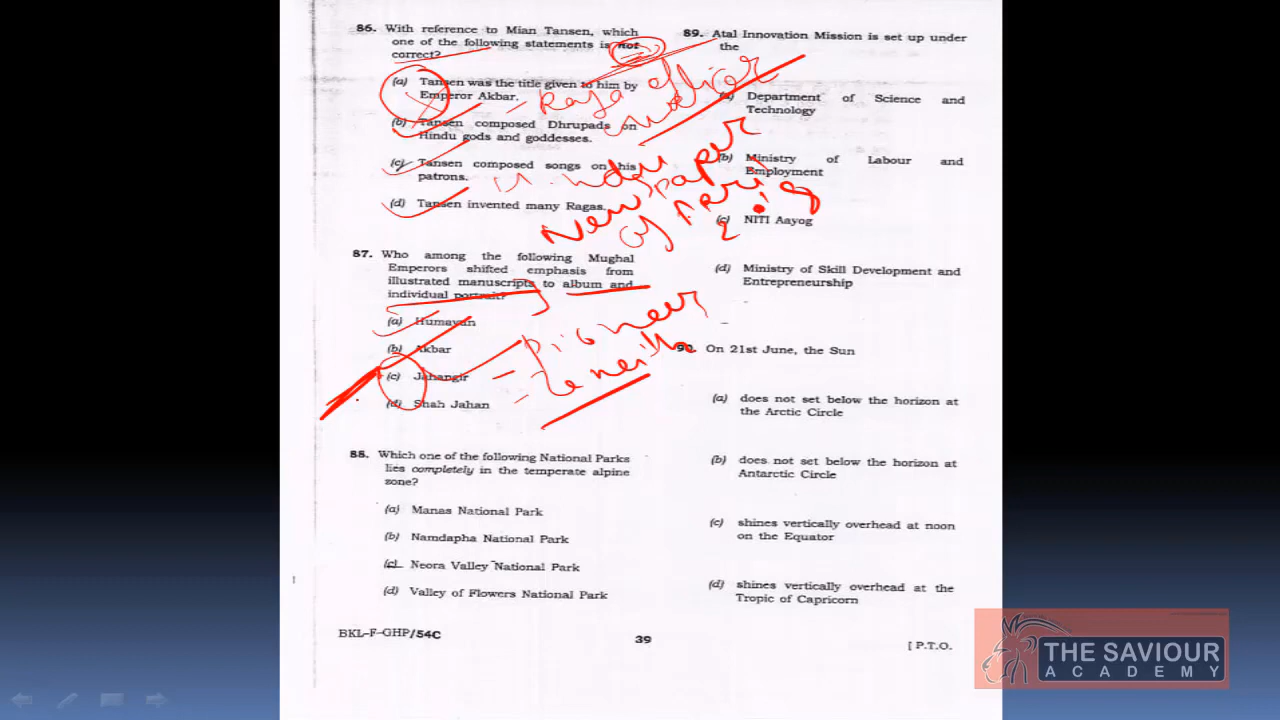 86. With reference to Mian Tansen, which
one of the following statements is not
correct?
(a) Tansen was the title given to him by
Emperor Akbar.
(b) Tansen composed Dhrupads on
Hindu gods and goddesses.
(c) Tansen composed songs on his
patrons.
(d) Tansen invented many Ragas.
87. Who among the following Mughal
Emperors shifted emphasis from
illustrated manuscripts to album and
individual portrait?
(a) Humayun
(b) Akbar
(c) Jahangir
(d) Shah Jahan
Pioneer
88. Which one of the following National Parks
lies completely in the temperate alpine
zone?
(a) Manas National Park
(b) Namdapha National Park
(c) Neora Valley National Park
(d) Valley of Flowers National Park
89. Atal Innovation Mission is set up under
the
(a) Department of Science and
Technology
(b) Ministry of Labour and
Employment
(c) NITI Aayog
(d) Ministry of Skill Development and
Entrepreneurship
Raja
Newspaper
of
90. On 21st June, the Sun
(a) does not set below the horizon at
the Arctic Circle
(b) does not set below the horizon at
Antarctic Circle
(c) shines vertically overhead at noon
on the Equator
(d) shines vertically overhead at the
Tropic of Capricorn
BKL-F-GHP/54C
39
[ P.T.O.
THE SAVIOUR
ACADEMY